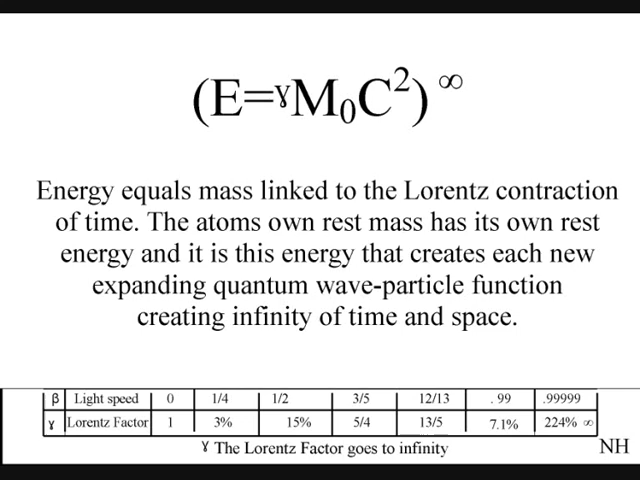 (E=ɣM₀C²)^∞
Energy equals mass linked to the Lorentz contraction
of time. The atoms own rest mass has its own rest
energy and it is this energy that creates each new
expanding quantum wave-particle function
creating infinity of time and space.
β Light speed 0 1/4 1/2 3/5 12/13 . 99 .99999
ɣ Lorentz Factor 1 3% 15% 5/4 13/5 7.1% 224% ∞
ɣ The Lorentz Factor goes to infinity
NH